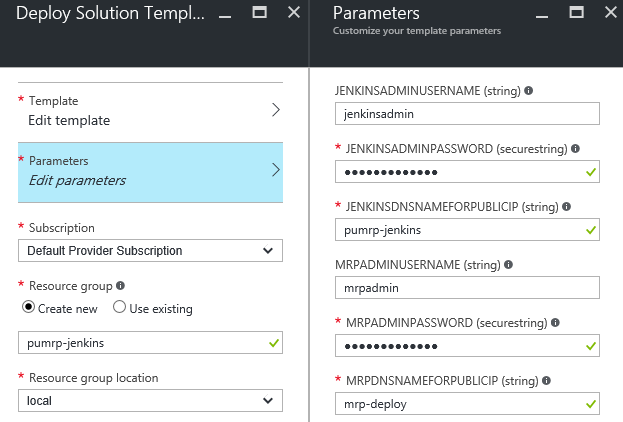 Deploy Solution Templ...
* Template
Edit template
* Parameters
Edit parameters
* Subscription
Default Provider Subscription
* Resource group
Create new Use existing
pumrp-jenkins
* Resource group location
local
Parameters
Customize your template parameters
JENKINSADMINUSERNAME (string)
jenkinsadmin
* JENKINSADMINPASSWORD (securestring)
•••••••••••••
* JENKINSDNSNAMEFORPUBLICIP (string)
pumrp-jenkins
MRPADMINUSERNAME (string)
mrpadmin
* MRPADMINPASSWORD (securestring)
•••••••••••••
* MRPDNSNAMEFORPUBLICIP (string)
mrp-deploy